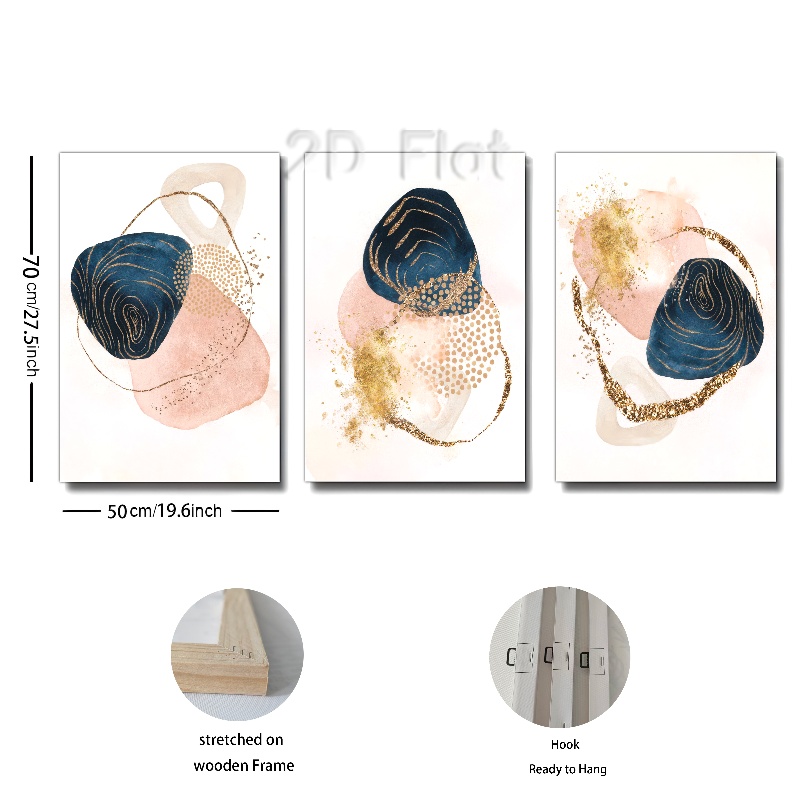 2D Flat
70 cm/27.5inch
50cm/19.6inch
stretched on
wooden Frame
Hook
Ready to Hang